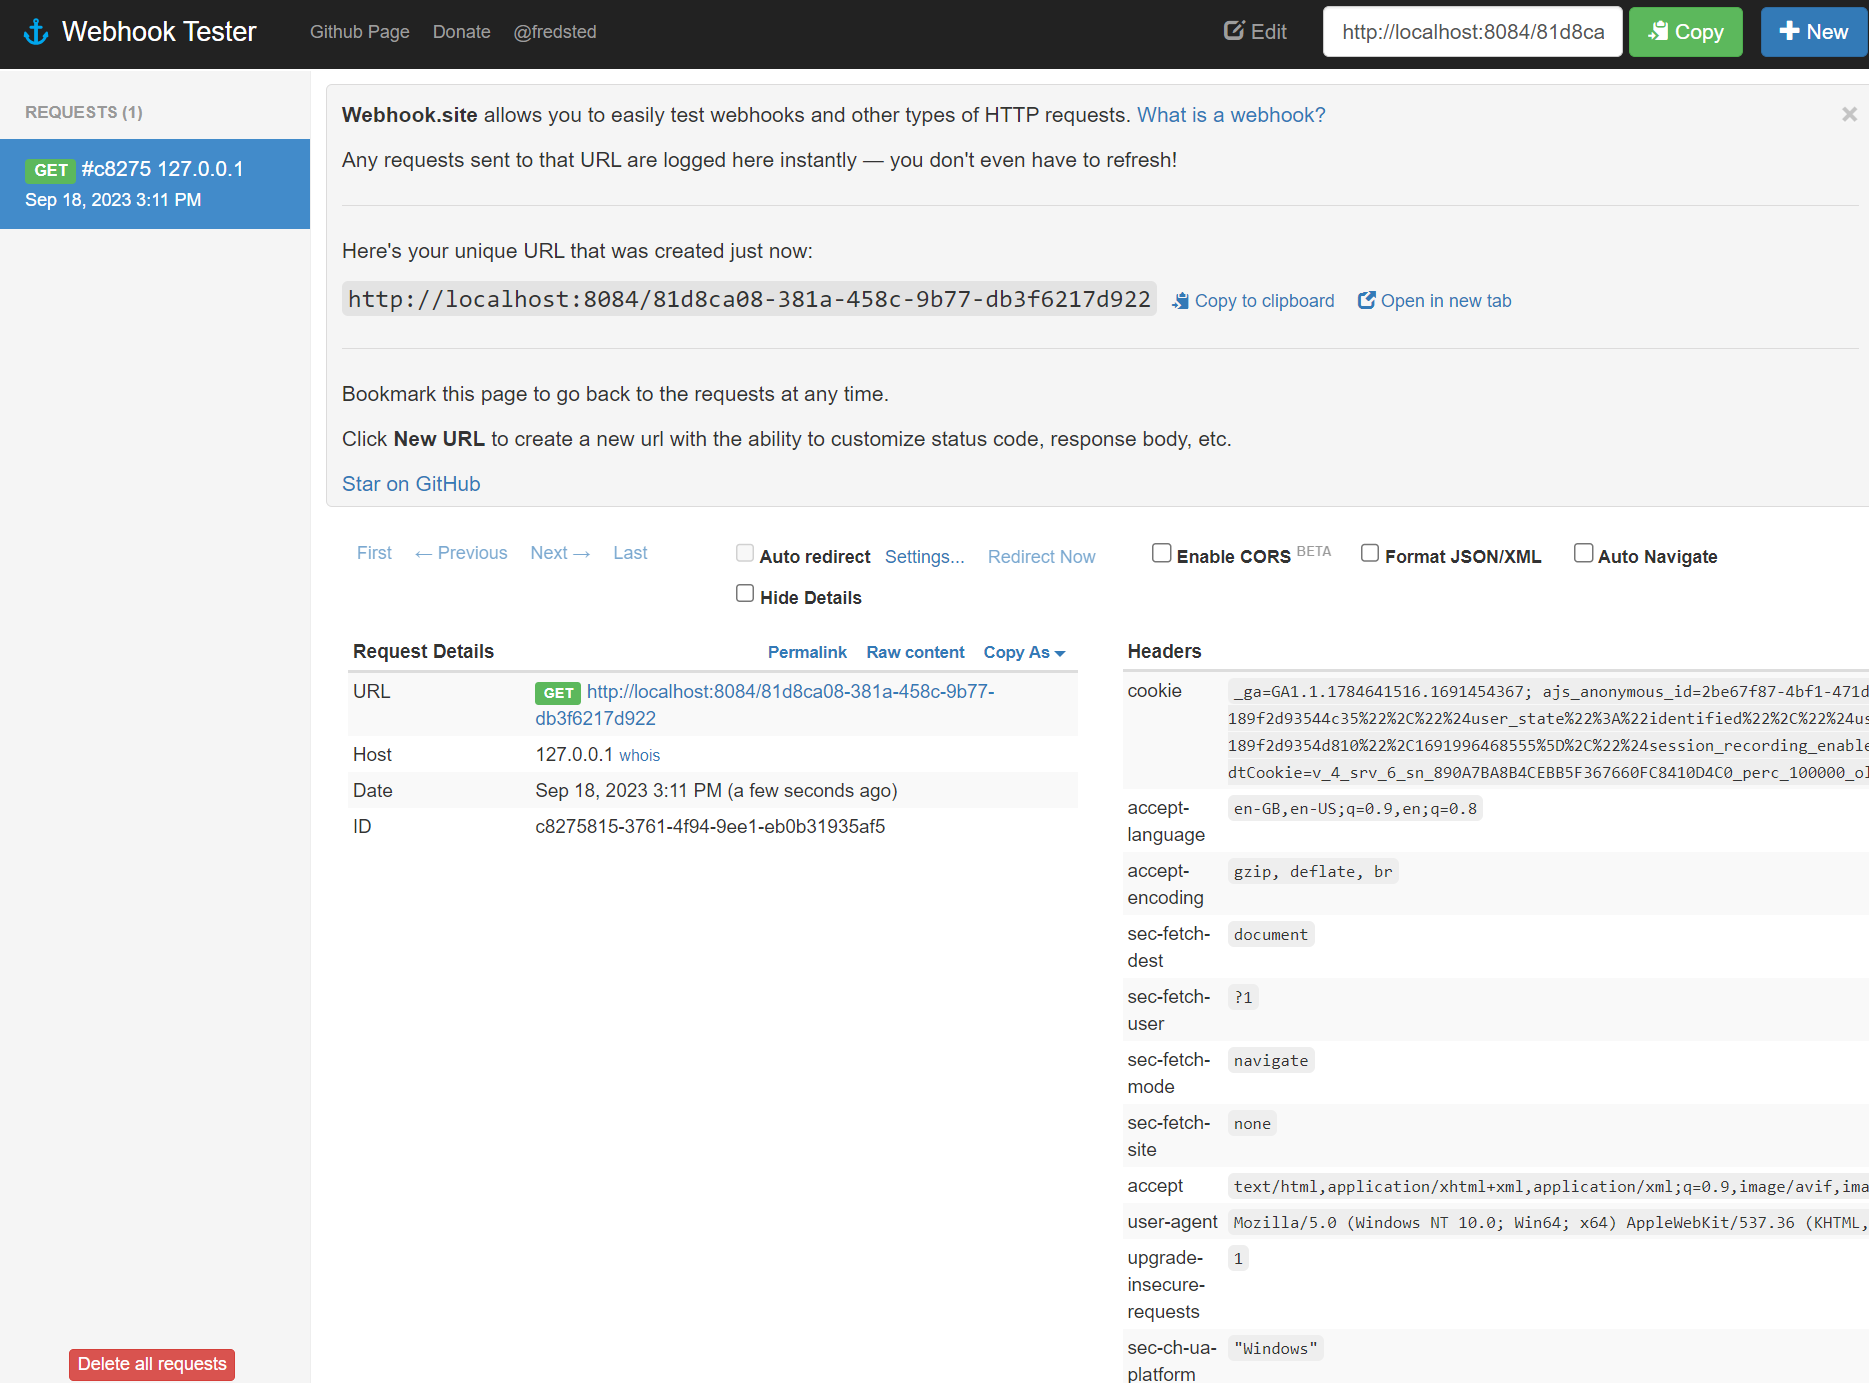 Webhook Tester Github Page Donate @fredsted Edit http://localhost:8084/81d8ca Copy New
REQUESTS (1)
GET #c8275 127.0.0.1
Sep 18, 2023 3:11 PM
Delete all requests
Webhook.site allows you to easily test webhooks and other types of HTTP requests. What is a webhook?
Any requests sent to that URL are logged here instantly — you don't even have to refresh!
Here's your unique URL that was created just now:
http://localhost:8084/81d8ca08-381a-458c-9b77-db3f6217d922 Copy to clipboard Open in new tab
Bookmark this page to go back to the requests at any time.
Click New URL to create a new url with the ability to customize status code, response body, etc.
Star on GitHub
First ← Previous Next → Last Auto redirect Settings... Redirect Now Enable CORS BETA Format JSON/XML Auto Navigate
Hide Details
Request Details Permalink Raw content Copy As
URL GET http://localhost:8084/81d8ca08-381a-458c-9b77-
db3f6217d922
Host 127.0.0.1 whois
Date Sep 18, 2023 3:11 PM (a few seconds ago)
ID c8275815-3761-4f94-9ee1-eb0b31935af5
Headers
cookie _ga=GA1.1.1784641516.1691454367; ajs_anonymous_id=2be67f87-4bf1-471d
189f2d93544c35%22%2C%22%24user_state%22%3A%22identified%22%2C%22%24us
189f2d9354d810%22%2C1691996468555%5D%2C%22%24session_recording_enable
dtCookie=v_4_srv_6_sn_890A7BA8B4CEBB5F367660FC8410D4C0_perc_100000_ol
accept- en-GB,en-US;q=0.9,en;q=0.8
language
accept- gzip, deflate, br
encoding
sec-fetch- document
dest
sec-fetch- ?1
user
sec-fetch- navigate
mode
sec-fetch- none
site
accept text/html,application/xhtml+xml,application/xml;q=0.9,image/avif,ima
user-agent Mozilla/5.0 (Windows NT 10.0; Win64; x64) AppleWebKit/537.36 (KHTML,
upgrade- 1
insecure-
requests
sec-ch-ua- "Windows"
platform